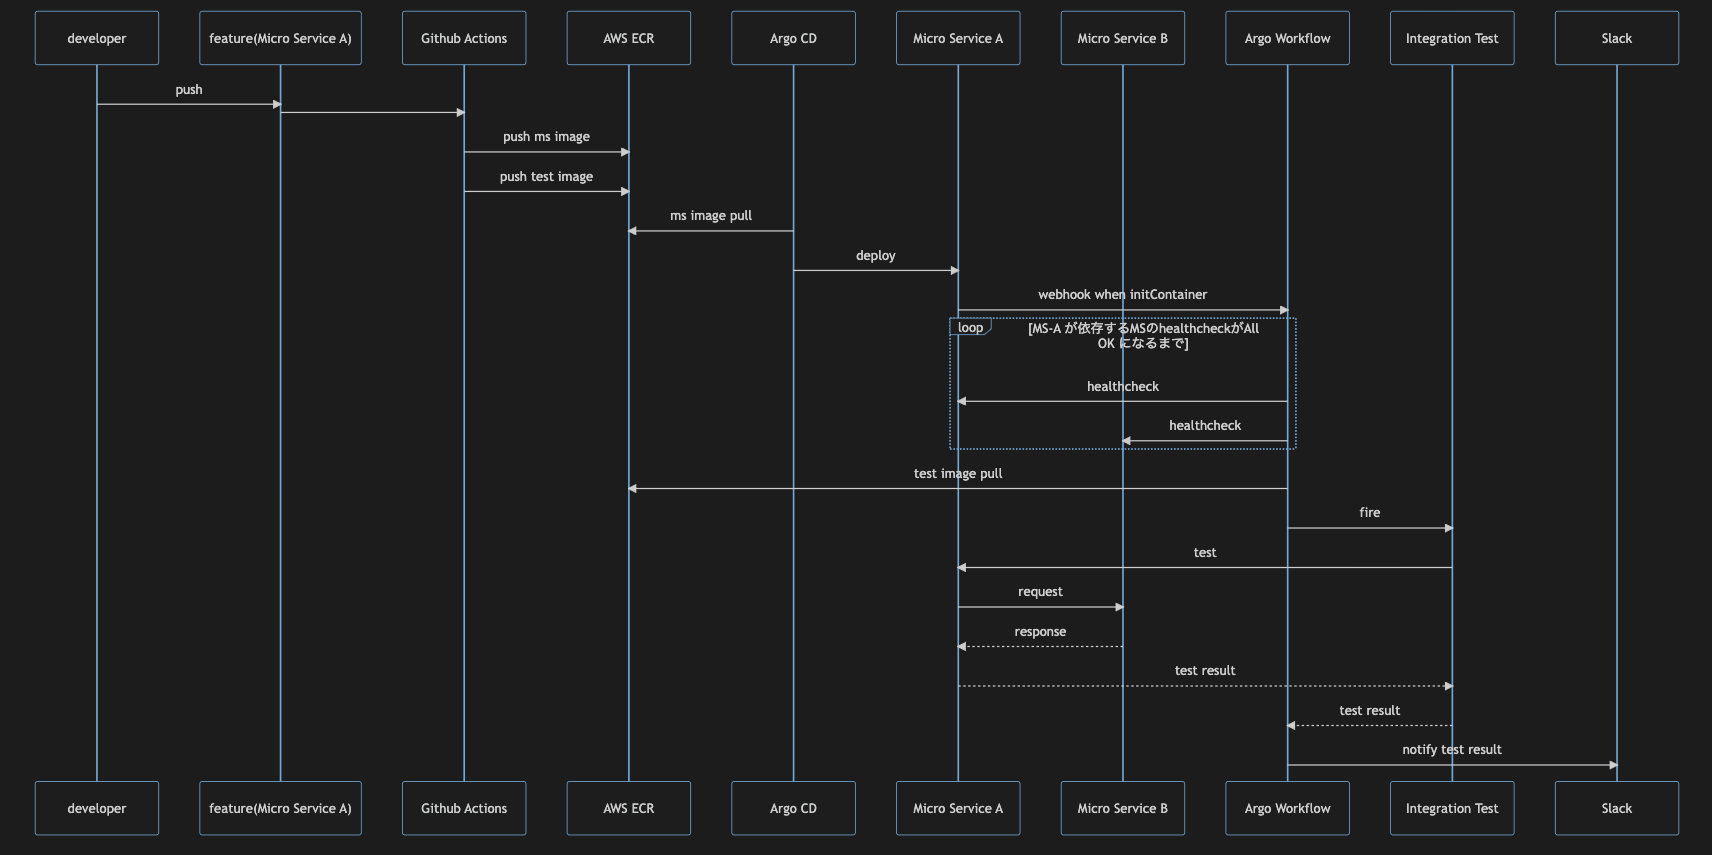 developer
feature(Micro Service A)
Github Actions
AWS ECR
Argo CD
Micro Service A
Micro Service B
Argo Workflow
Integration Test
Slack
push
push ms image
push test image
ms image pull
deploy
webhook when initContainer
loop
[MS-A が依存するMSのhealthcheckがAll
OK になるまで]
healthcheck
healthcheck
test image pull
fire
test
request
response
test result
test result
notify test result
developer
feature(Micro Service A)
Github Actions
AWS ECR
Argo CD
Micro Service A
Micro Service B
Argo Workflow
Integration Test
Slack